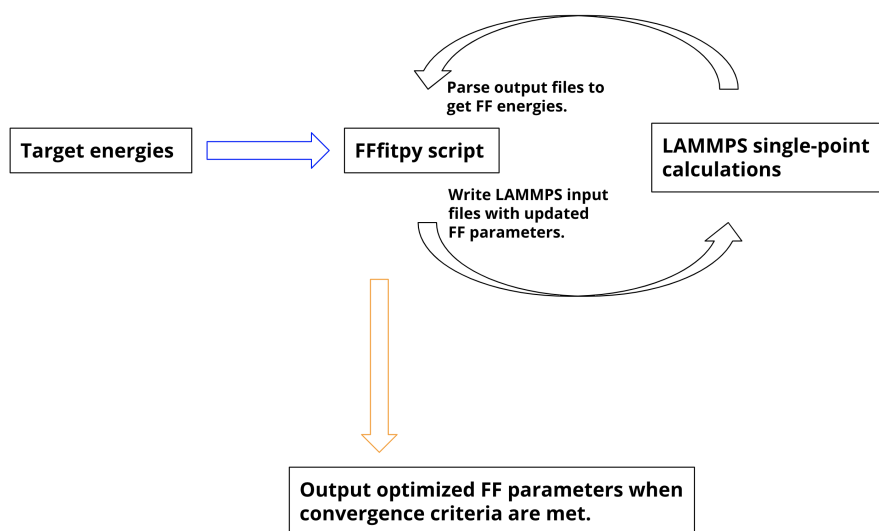 Parse output files to
get FF energies.
Target energies
FFfitpy script
LAMMPS single-point
calculations
Write LAMMPS input
files with updated
FF parameters.
Output optimized FF parameters when
convergence criteria are met.